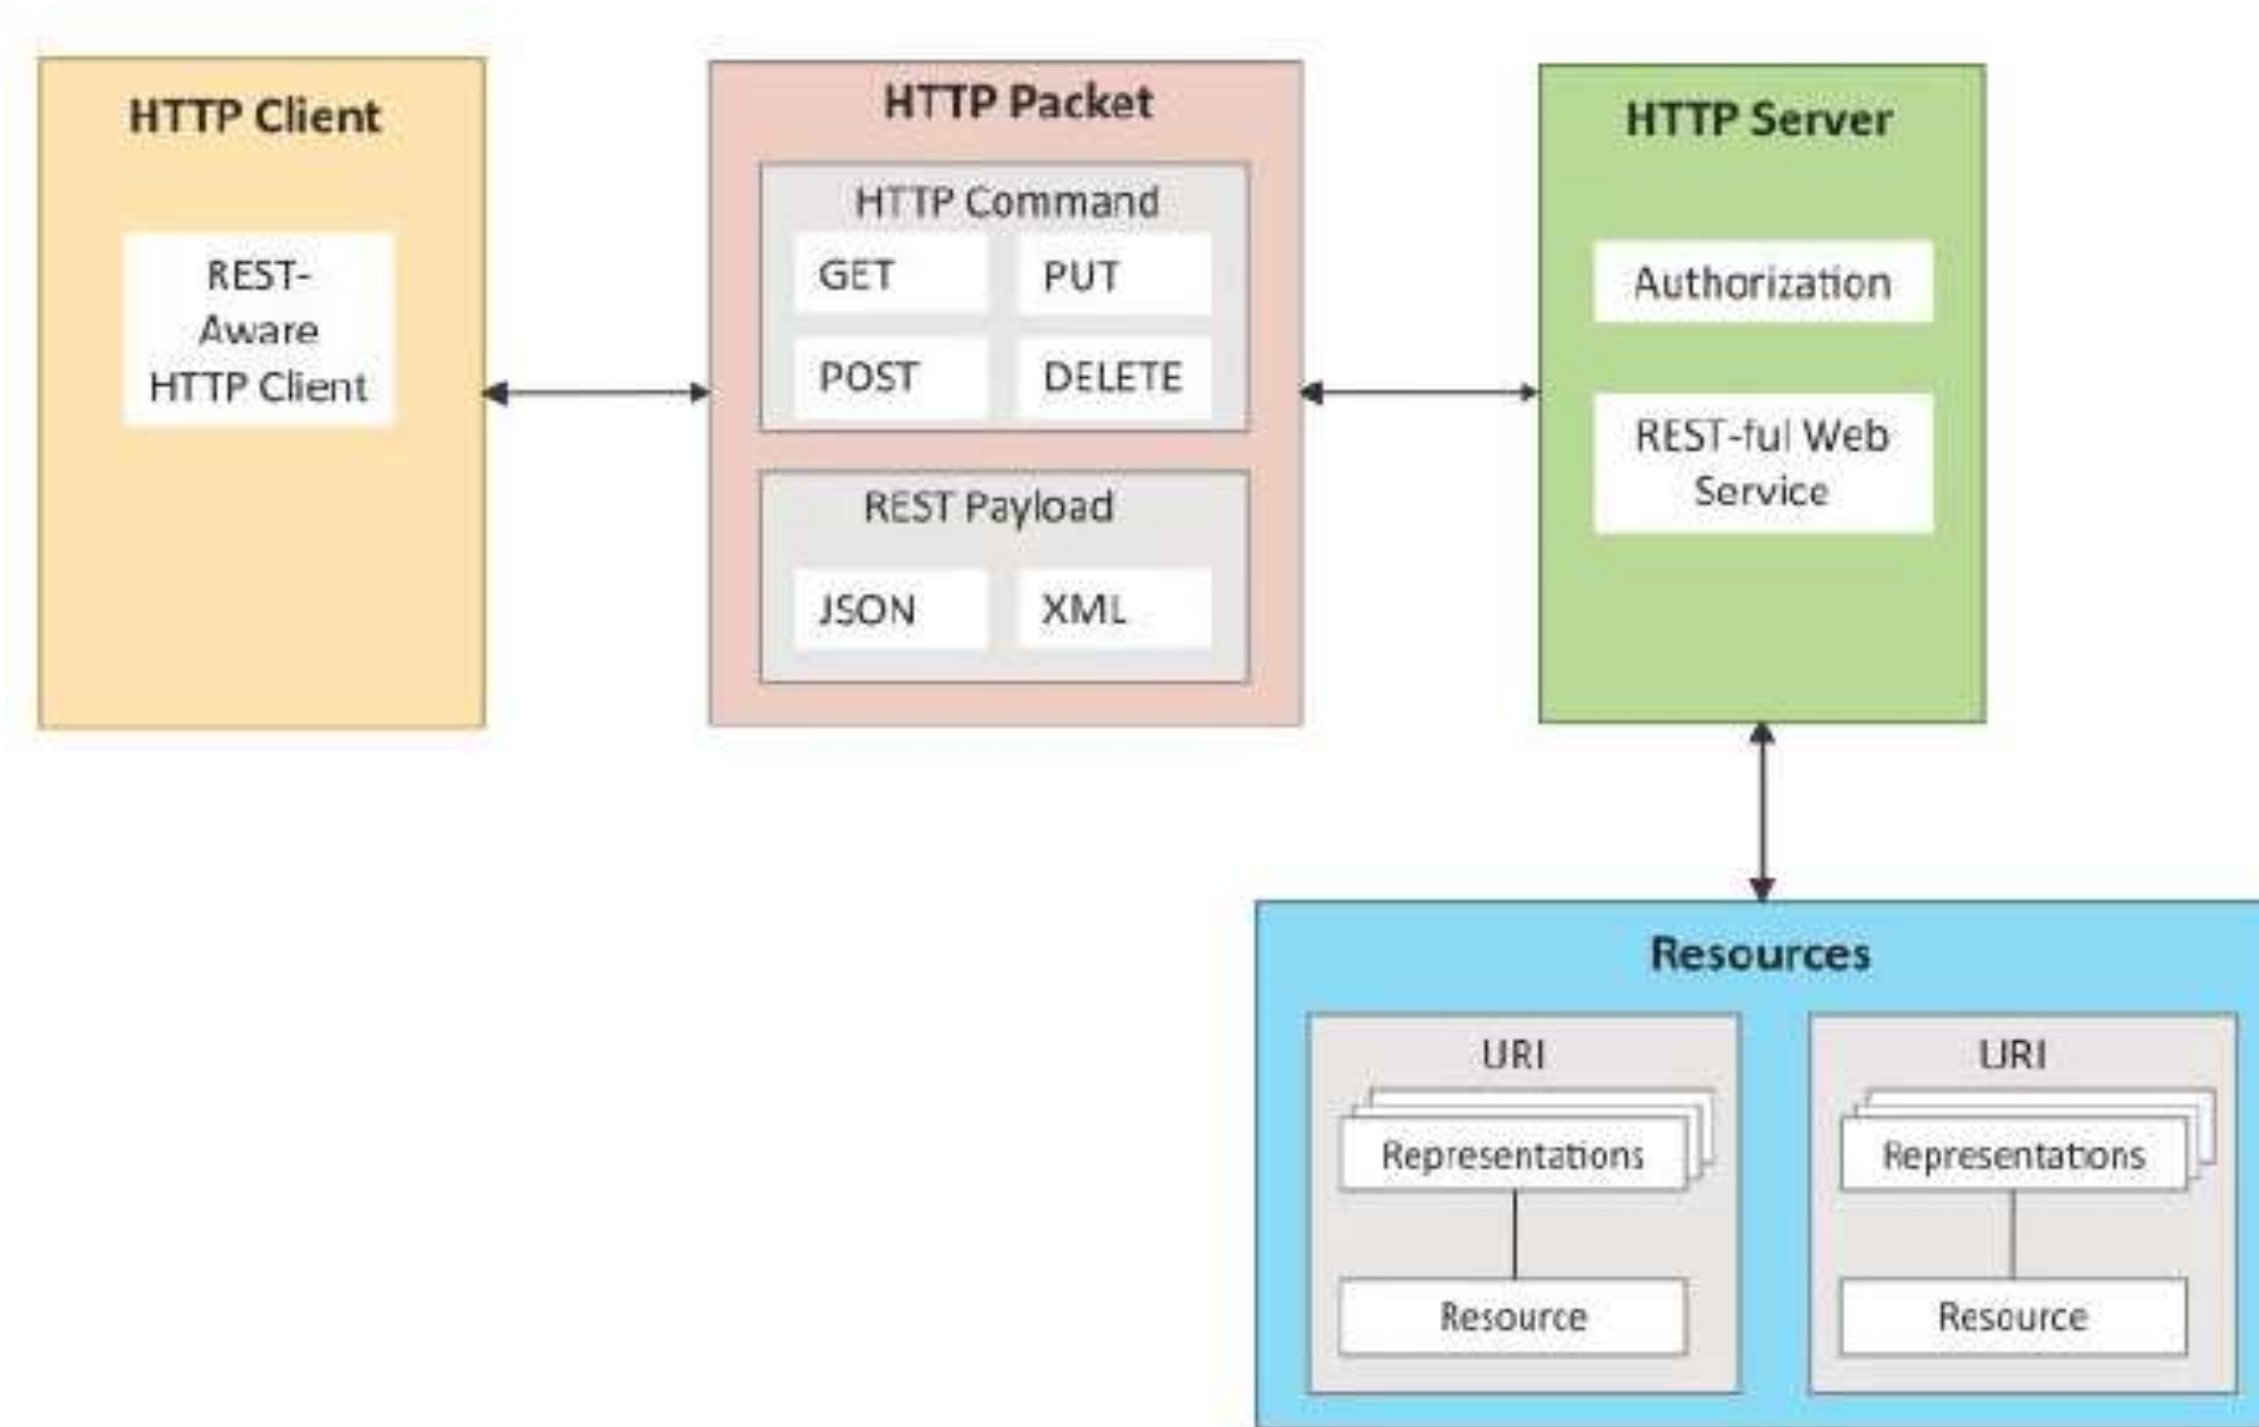 HTTP Client
REST-
Aware
HTTP Client
HTTP Packet
HTTP Command
GET
PUT
POST
DELETE
REST Payload
JSON
XML
HTTP Server
Authorization
REST-ful Web
Service
Resources
URI
Representations
Resource
URI
Representations
Resource